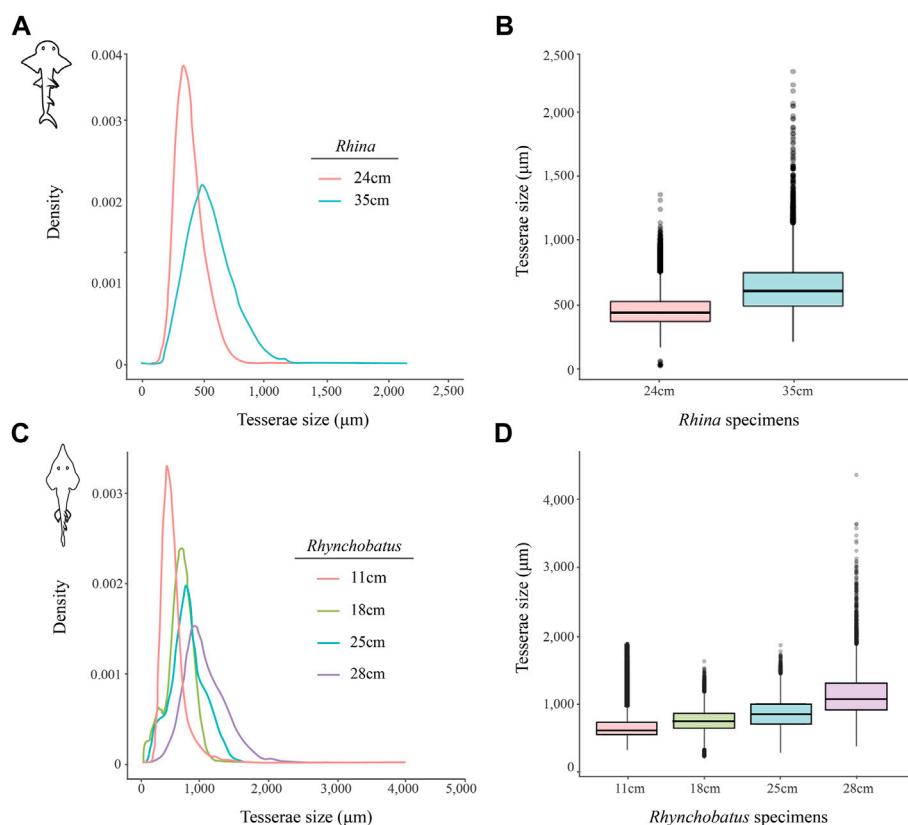 A
0.004
0.003
0.002
0.001
0
Density
Rhina
24cm
35cm
0
500
1,000
1,500
2,000
2,500
Tesserae size (μm)
B
2,500
2,000
1,500
1,000
500
0
Tesserae size (μm)
24cm
35cm
Rhina specimens
C
0.003
0.002
0.001
0
Density
Rhynchobatus
11cm
18cm
25cm
28cm
0
1,000
2,000
3,000
4,000
5,000
Tesserae size (μm)
D
4,000
3,000
2,000
1,000
0
Tesserae size (μm)
11cm
18cm
25cm
28cm
Rhynchobatus specimens